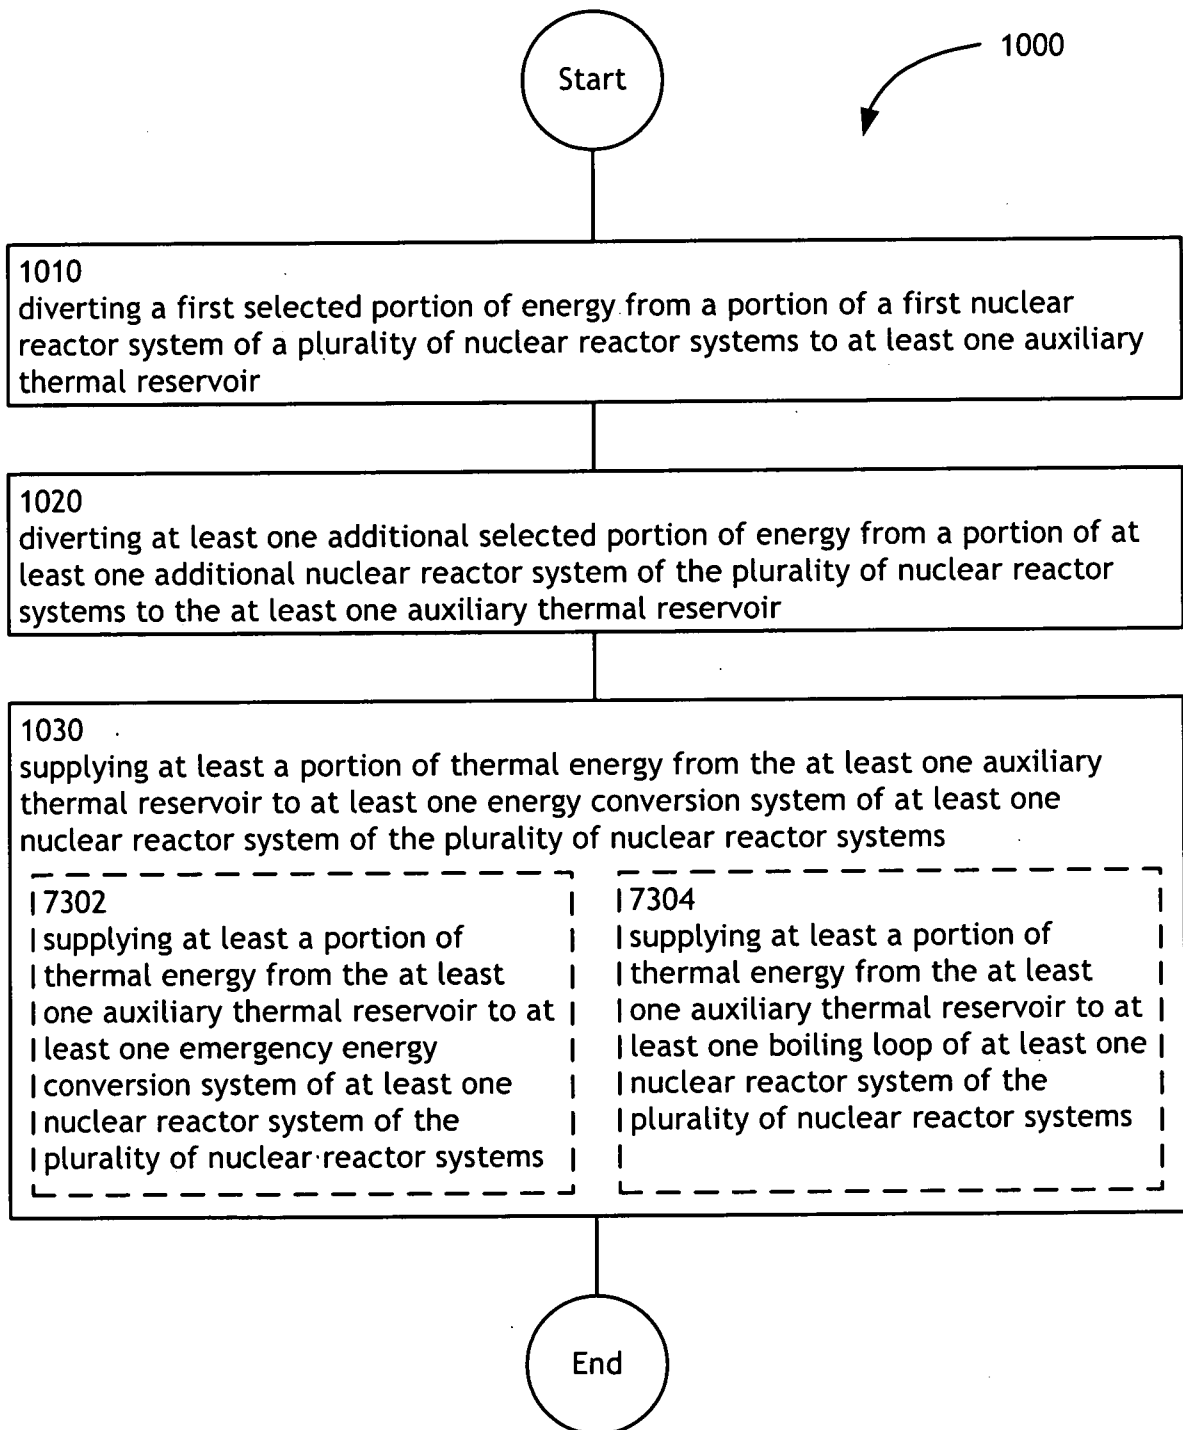 Start
1000
1010
diverting a first selected portion of energy from a portion of a first nuclear
reactor system of a plurality of nuclear reactor systems to at least one auxiliary
thermal reservoir
1020
diverting at least one additional selected portion of energy from a portion of at
least one additional nuclear reactor system of the plurality of nuclear reactor
systems to the at least one auxiliary thermal reservoir
1030
supplying at least a portion of thermal energy from the at least one auxiliary
thermal reservoir to at least one energy conversion system of at least one
nuclear reactor system of the plurality of nuclear reactor systems
7302
supplying at least a portion of
thermal energy from the at least
one auxiliary thermal reservoir to at
least one emergency energy
conversion system of at least one
nuclear reactor system of the
plurality of nuclear reactor systems
7304
supplying at least a portion of
thermal energy from the at least
one auxiliary thermal reservoir to at
least one boiling loop of at least one
nuclear reactor system of the
plurality of nuclear reactor systems
End